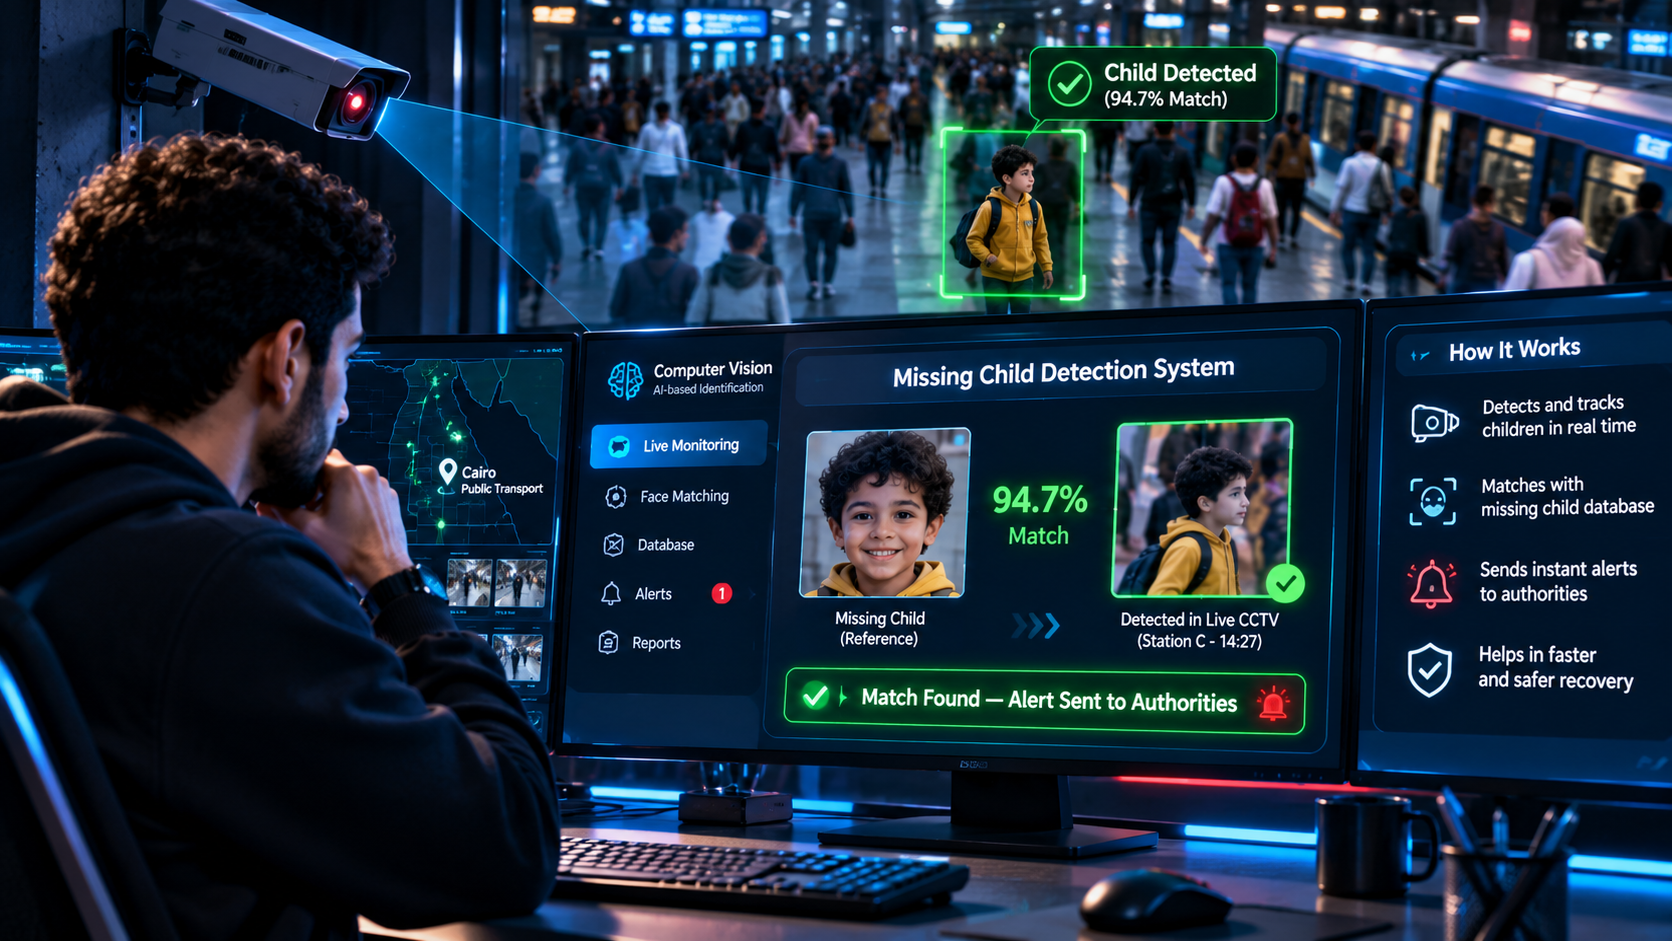 Child Detected
(94.7% Match)
Cairo
Public Transport
Computer Vision
AI-based Identification
Live Monitoring
Face Matching
Database
Alerts
1
Reports
Missing Child Detection System
94.7%
Match
Missing Child
(Reference)
Detected in Live CCTV
(Station C - 14:27)
Match Found — Alert Sent to Authorities
How It Works
Detects and tracks
children in real time
Matches with
missing child database
Sends instant alerts
to authorities
Helps in faster
and safer recovery